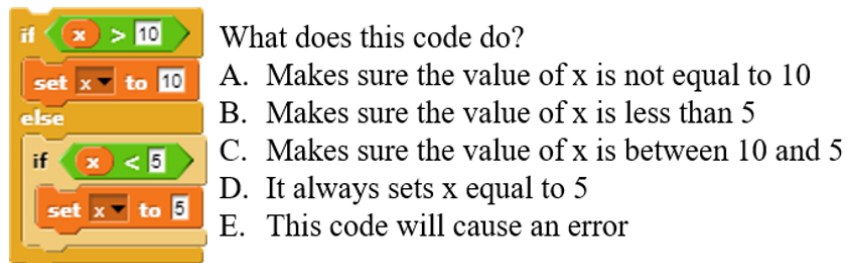 if x > 10
set x to 10
else
if x < 5
set x to 5
What does this code do?
A. Makes sure the value of x is not equal to 10
B. Makes sure the value of x is less than 5
C. Makes sure the value of x is between 10 and 5
D. It always sets x equal to 5
E. This code will cause an error